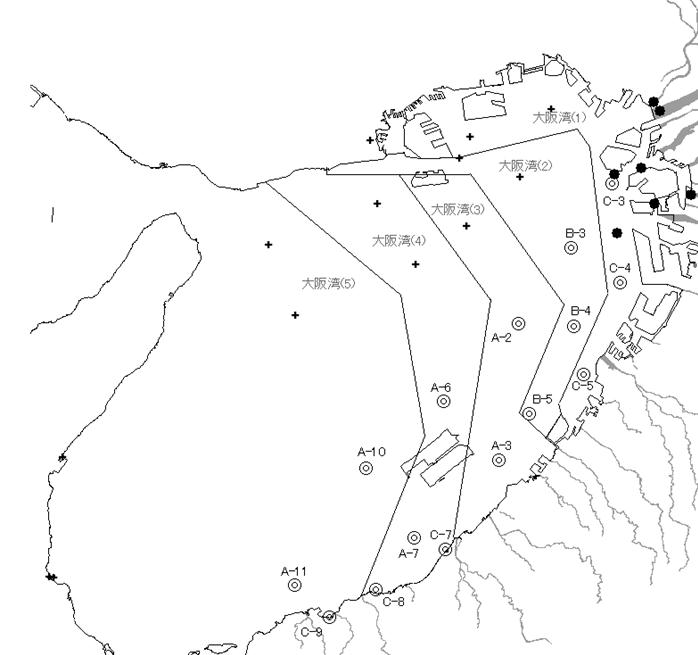 大阪湾(1)
大阪湾(2)
C-3
大阪湾(3)
B-3
大阪湾(4)
C-4
大阪湾(5)
B-4
A-2
C-5
A-6
B-5
A-10
A-3
C-7
A-7
A-11
C-8
C-9